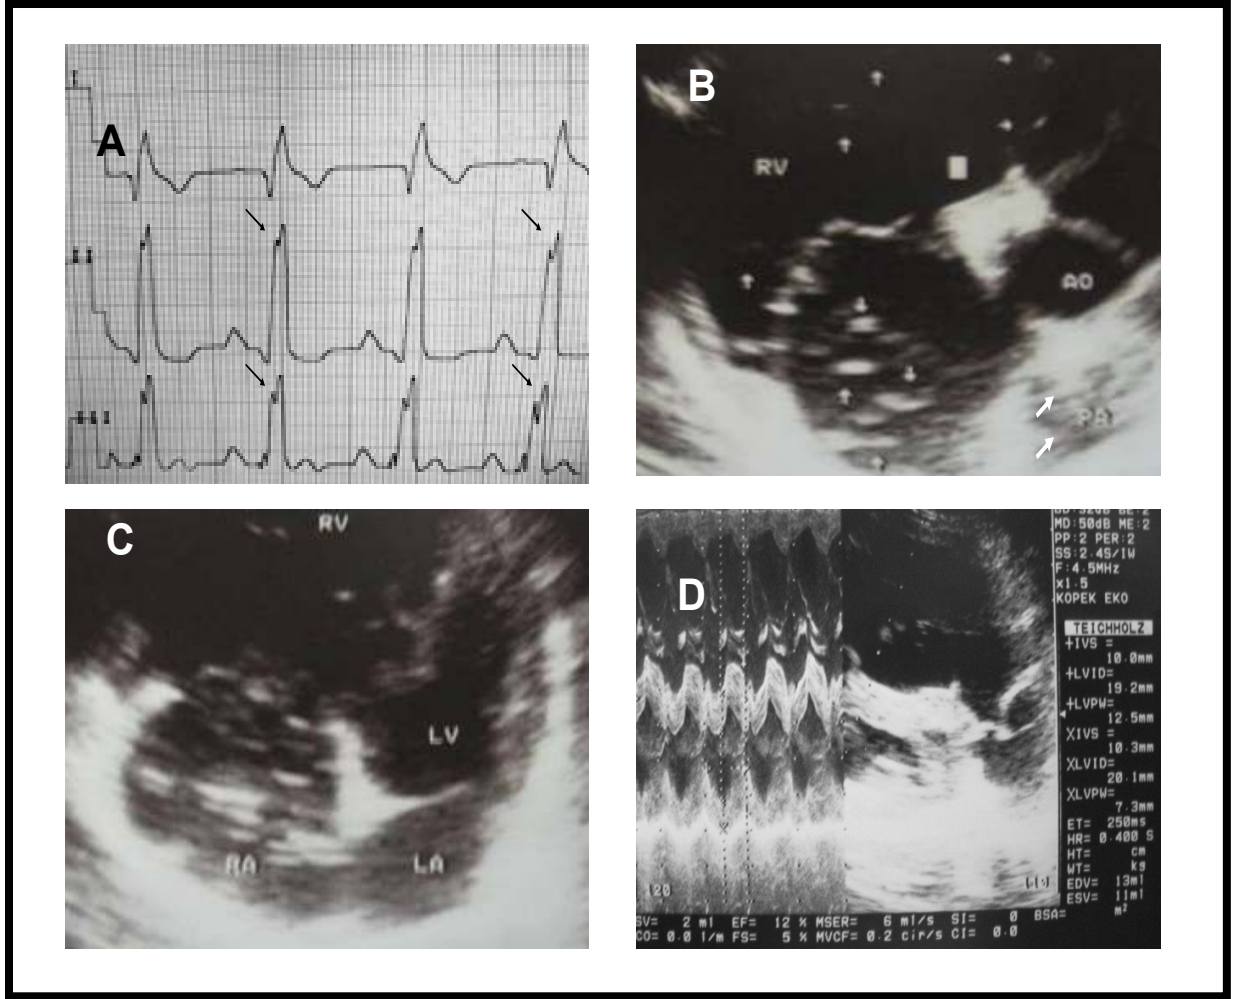 I
A
II
III
B
RV
AO
PA
C
RV
LV
RA
LA
D
MD:50dB ME:2
PP:2 PER:2
SS:2.4S/1W
F:4.5MHz
x1.5
KOPEK EKO
TEICHHOLZ
+IVS =
10.0mm
+LVID=
19.2mm
+LVPW=
12.5mm
XIVS =
10.3mm
XLVID=
20.1mm
XLVPW=
7.3mm
ET= 250ms
HR= 0.400 S
HT= cm
WT= kg
EDV= 13ml
ESV= 11ml
m²
120
SV= 2 ml EF= 12 % MSER= 6 ml/s SI= 0 BSA=
CO= 0.0 l/m FS= 5 % MVCF= 0.2 cir/s CI= 0.0